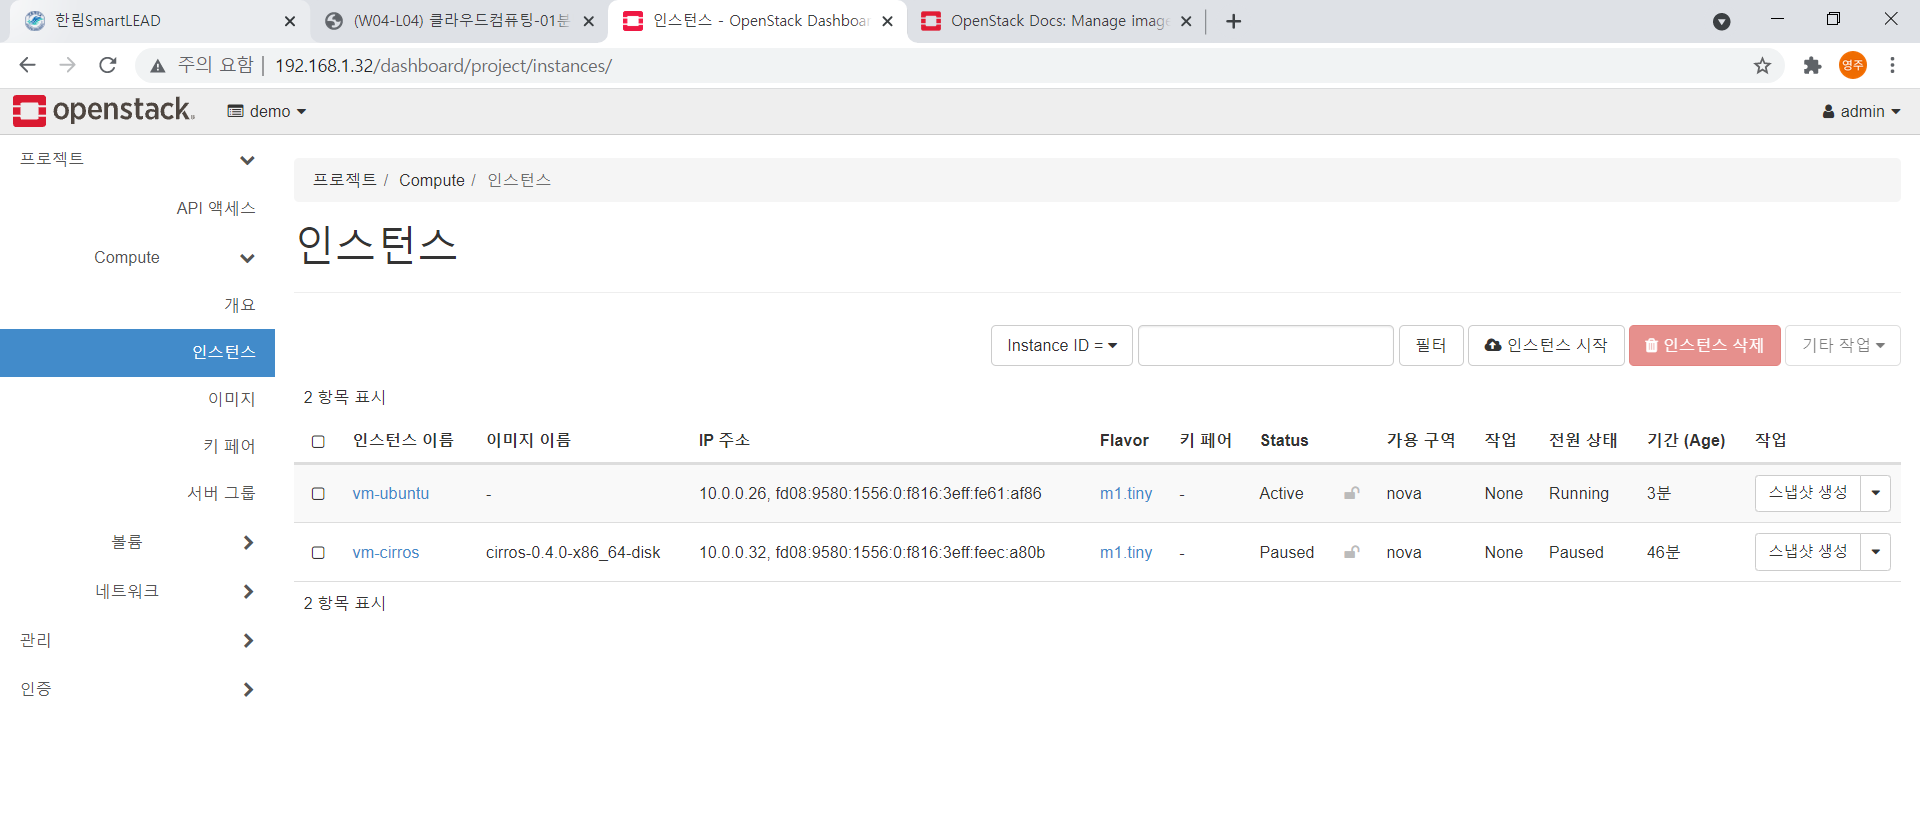 한림SmartLEAD
(W04-L04) 클라우드컴퓨팅-01분
인스턴스 - OpenStack Dashboar
OpenStack Docs: Manage image
주의 요함 | 192.168.1.32/dashboard/project/instances/
영주
openstack.
demo
admin
프로젝트
API 액세스
Compute
개요
인스턴스
이미지
키 페어
서버 그룹
볼륨
네트워크
관리
인증
프로젝트 / Compute / 인스턴스
인스턴스
Instance ID = 필터 인스턴스 시작 인스턴스 삭제 기타 작업
2 항목 표시
인스턴스 이름 이미지 이름 IP 주소 Flavor 키 페어 Status 가용 구역 작업 전원 상태 기간 (Age) 작업
vm-ubuntu - 10.0.0.26, fd08:9580:1556:0:f816:3eff:fe61:af86 m1.tiny - Active nova None Running 3분 스냅샷 생성
vm-cirros cirros-0.4.0-x86_64-disk 10.0.0.32, fd08:9580:1556:0:f816:3eff:feec:a80b m1.tiny - Paused nova None Paused 46분 스냅샷 생성
2 항목 표시